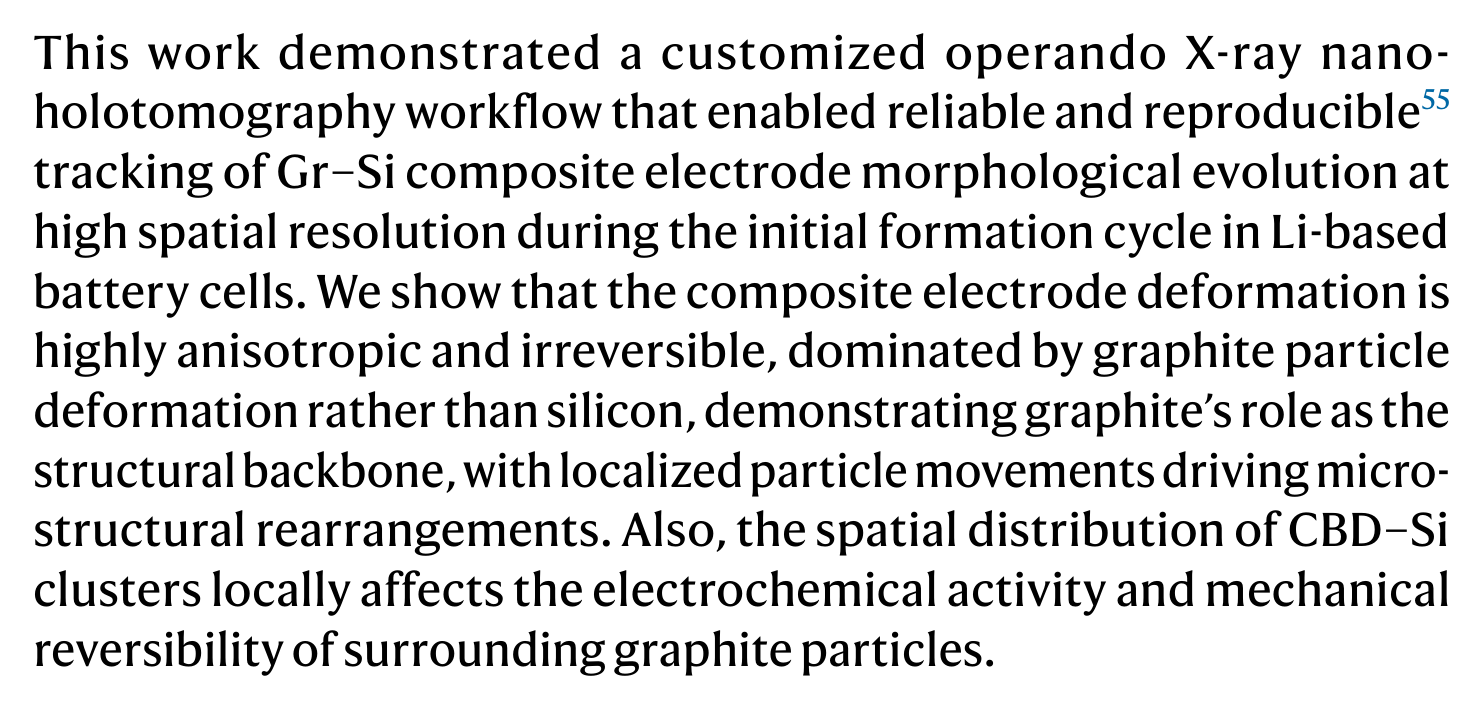 This work demonstrated a customized operando X-ray nano-
holotomography workflow that enabled reliable and reproducible55
tracking of Gr–Si composite electrode morphological evolution at
high spatial resolution during the initial formation cycle in Li-based
battery cells. We show that the composite electrode deformation is
highly anisotropic and irreversible, dominated by graphite particle
deformation rather than silicon, demonstrating graphite’s role as the
structural backbone, with localized particle movements driving micro-
structural rearrangements. Also, the spatial distribution of CBD–Si
clusters locally affects the electrochemical activity and mechanical
reversibility of surrounding graphite particles.